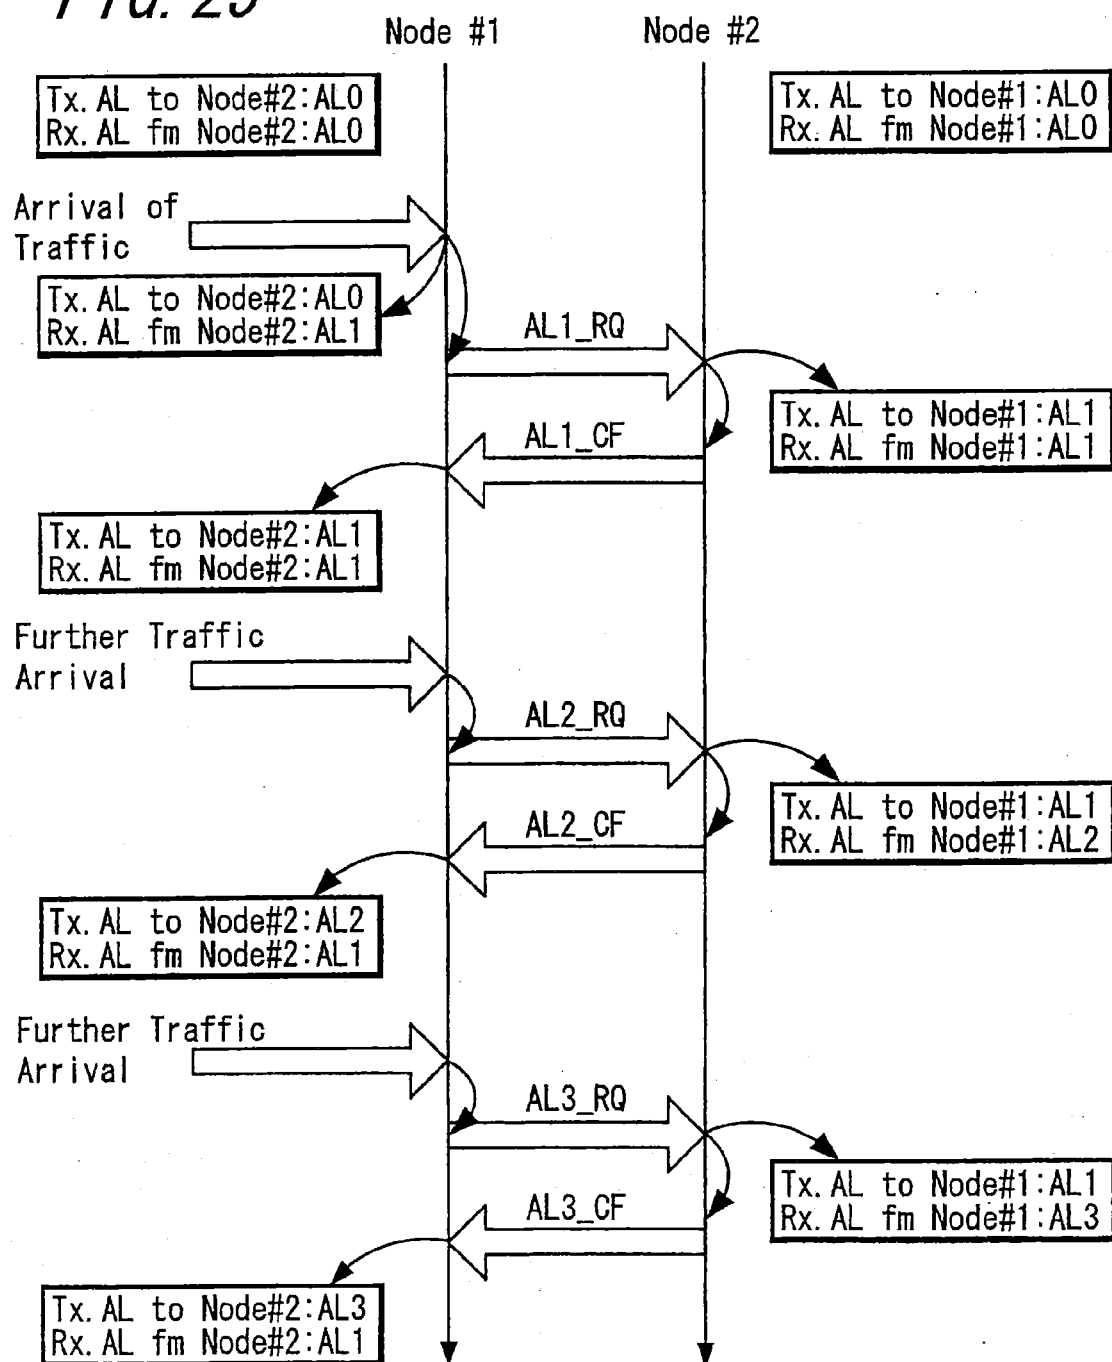 FIG. 25
Node #1
Node #2
Tx. AL to Node#2:AL0
Rx. AL fm Node#2:AL0
Tx. AL to Node#1:AL0
Rx. AL fm Node#1:AL0
Arrival of
Traffic
Tx. AL to Node#2:AL0
Rx. AL fm Node#2:AL1
AL1_RQ
Tx. AL to Node#1:AL1
Rx. AL fm Node#1:AL1
AL1_CF
Tx. AL to Node#2:AL1
Rx. AL fm Node#2:AL1
Further Traffic
Arrival
AL2_RQ
Tx. AL to Node#1:AL1
Rx. AL fm Node#1:AL2
AL2_CF
Tx. AL to Node#2:AL2
Rx. AL fm Node#2:AL1
Further Traffic
Arrival
AL3_RQ
Tx. AL to Node#1:AL1
Rx. AL fm Node#1:AL3
AL3_CF
Tx. AL to Node#2:AL3
Rx. AL fm Node#2:AL1